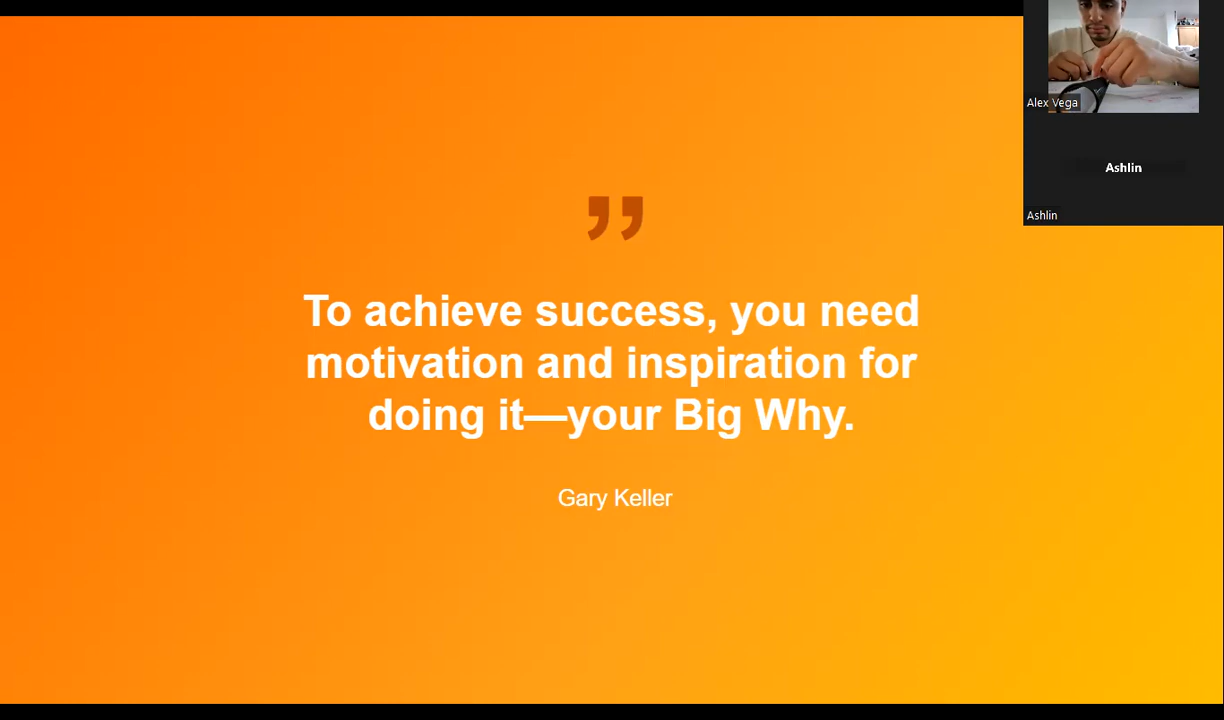 ”
To achieve success, you need
motivation and inspiration for
doing it—your Big Why.
Gary Keller
Alex Vega
Ashlin
Ashlin